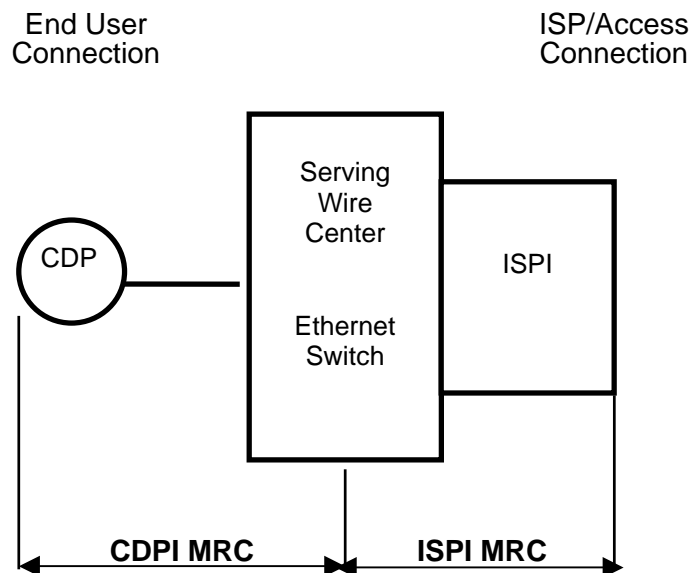 End User
Connection
ISP/Access
Connection
Serving
Wire
Center
CDP
ISPI
Ethernet
Switch
CDPI MRC
ISPI MRC